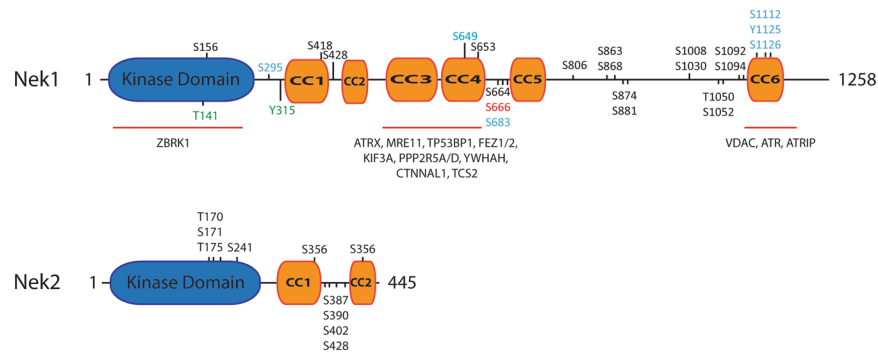 S1112
Y1125
S1126
S649
S418
S653
S156
S428
S863
S1008
S1092
S295
S806
S868
S1030
S1094
Nek1
1
Kinase Domain
CC1
CC2
CC3
CC4
CC5
CC6
1258
S664
S666
S683
S874
S881
T1050
S1052
T141
Y315
ZBRK1
ATRX, MRE11, TP53BP1, FEZ1/2,
KIF3A, PPP2R5A/D, YWHAH,
CTNNAL1, TCS2
VDAC, ATR, ATRIP
T170
S171
T175
S241
S356
S356
Nek2
1
Kinase Domain
CC1
CC2
445
S387
S390
S402
S428